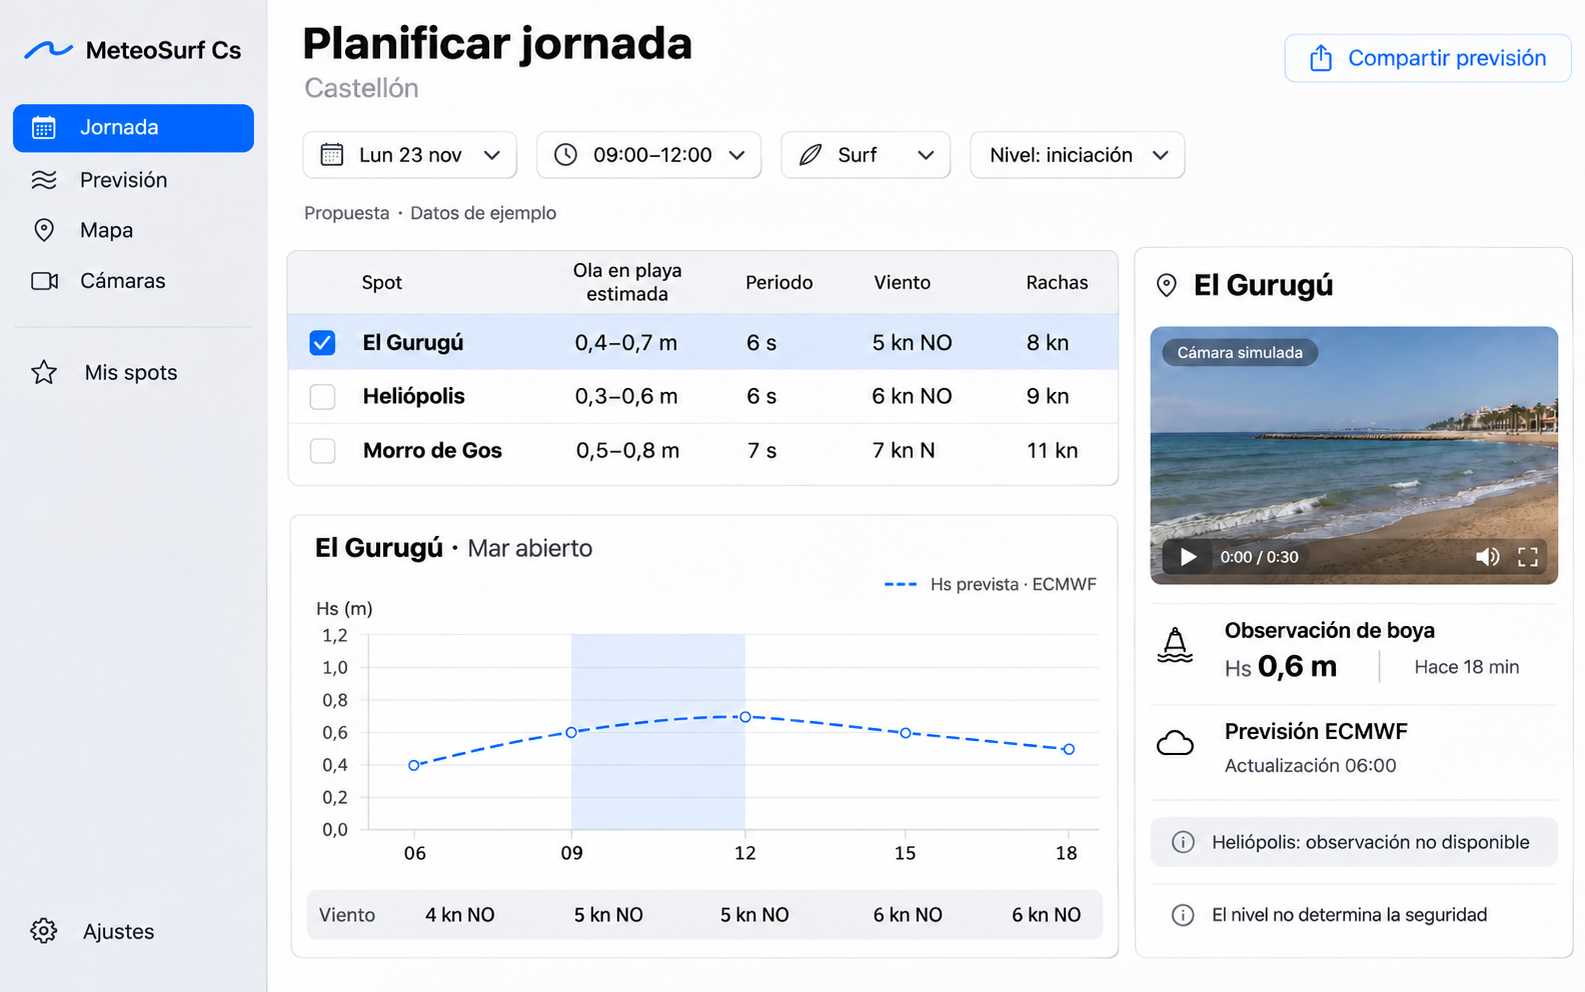 MeteoSurf Cs
Jornada
Previsión
Mapa
Cámaras
Mis spots
Ajustes
Planificar jornada
Castellón
Compartir previsión
Lun 23 nov
09:00–12:00
Surf
Nivel: iniciación
Propuesta · Datos de ejemplo
Spot
Ola en playa
estimada
Periodo
Viento
Rachas
El Gurugú 0,4–0,7 m 6 s 5 kn NO 8 kn
Heliópolis 0,3–0,6 m 6 s 6 kn NO 9 kn
Morro de Gos 0,5–0,8 m 7 s 7 kn N 11 kn
El Gurugú · Mar abierto
Hs prevista · ECMWF
Hs (m)
1,2
1,0
0,8
0,6
0,4
0,2
0,0
06 09 12 15 18
Viento 4 kn NO 5 kn NO 5 kn NO 6 kn NO 6 kn NO
El Gurugú
Cámara simulada
0:00 / 0:30
Observación de boya
Hs 0,6 m Hace 18 min
Previsión ECMWF
Actualización 06:00
Heliópolis: observación no disponible
El nivel no determina la seguridad